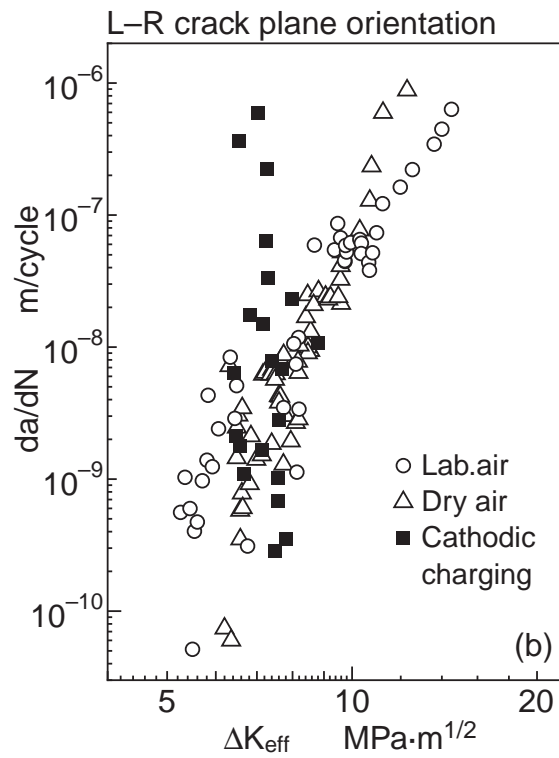 L–R crack plane orientation
da/dN m/cycle
10⁻⁶
10⁻⁷
10⁻⁸
10⁻⁹
10⁻¹⁰
Lab.air
Dry air
Cathodic
charging
(b)
5 10 20
ΔK_eff MPa·m^1/2